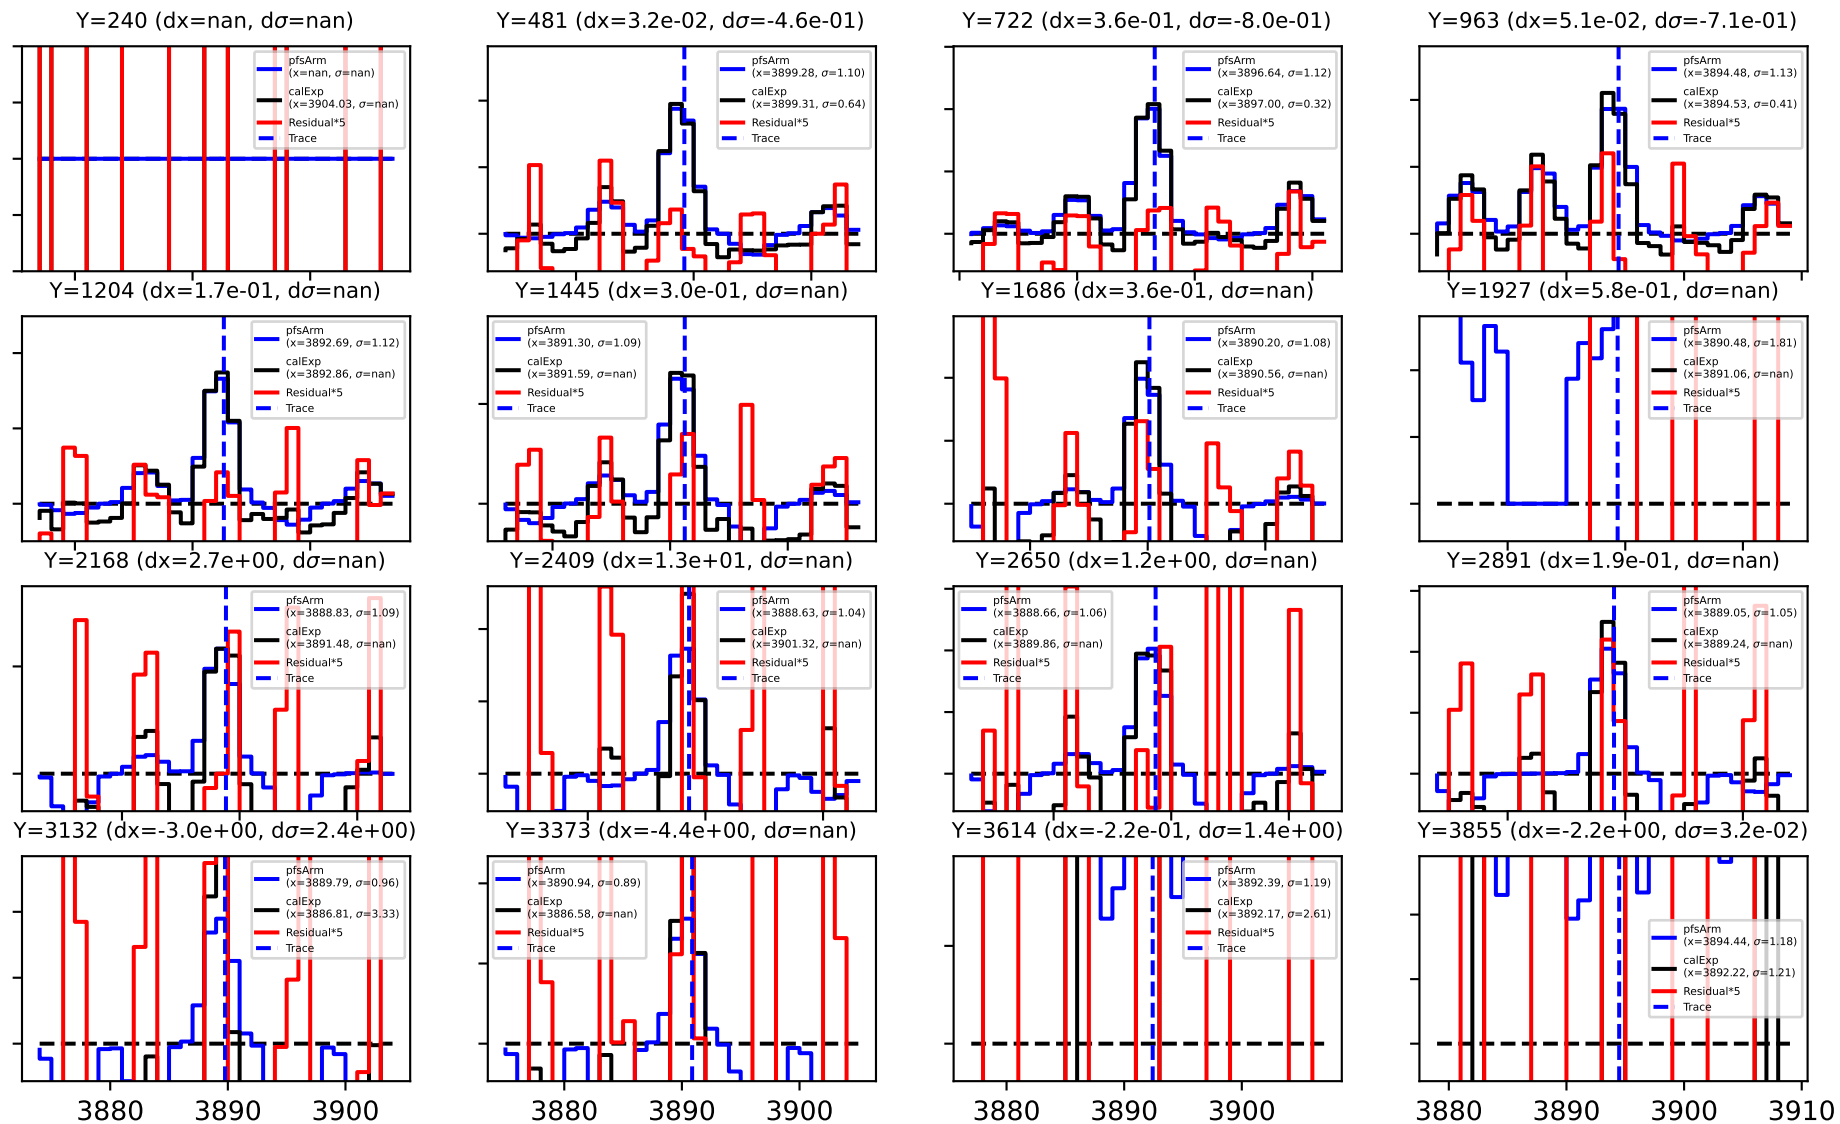 Y=240 (dx=nan, dσ=nan)
pfsArm
(x=nan, σ=nan)
calExp
(x=3904.03, σ=nan)
Residual*5
Trace
Y=481 (dx=3.2e-02, dσ=-4.6e-01)
pfsArm
(x=3899.28, σ=1.10)
calExp
(x=3899.31, σ=0.64)
Residual*5
Trace
Y=722 (dx=3.6e-01, dσ=-8.0e-01)
pfsArm
(x=3896.64, σ=1.12)
calExp
(x=3897.00, σ=0.32)
Residual*5
Trace
Y=963 (dx=5.1e-02, dσ=-7.1e-01)
pfsArm
(x=3894.48, σ=1.13)
calExp
(x=3894.53, σ=0.41)
Residual*5
Trace
Y=1204 (dx=1.7e-01, dσ=nan)
pfsArm
(x=3892.69, σ=1.12)
calExp
(x=3892.86, σ=nan)
Residual*5
Trace
Y=1445 (dx=3.0e-01, dσ=nan)
pfsArm
(x=3891.30, σ=1.09)
calExp
(x=3891.59, σ=nan)
Residual*5
Trace
Y=1686 (dx=3.6e-01, dσ=nan)
pfsArm
(x=3890.20, σ=1.08)
calExp
(x=3890.56, σ=nan)
Residual*5
Trace
Y=1927 (dx=5.8e-01, dσ=nan)
pfsArm
(x=3890.48, σ=1.81)
calExp
(x=3891.06, σ=nan)
Residual*5
Trace
Y=2168 (dx=2.7e+00, dσ=nan)
pfsArm
(x=3888.83, σ=1.09)
calExp
(x=3891.48, σ=nan)
Residual*5
Trace
Y=2409 (dx=1.3e+01, dσ=nan)
pfsArm
(x=3888.63, σ=1.04)
calExp
(x=3901.32, σ=nan)
Residual*5
Trace
Y=2650 (dx=1.2e+00, dσ=nan)
pfsArm
(x=3888.66, σ=1.06)
calExp
(x=3889.86, σ=nan)
Residual*5
Trace
Y=2891 (dx=1.9e-01, dσ=nan)
pfsArm
(x=3889.05, σ=1.05)
calExp
(x=3889.24, σ=nan)
Residual*5
Trace
Y=3132 (dx=-3.0e+00, dσ=2.4e+00)
pfsArm
(x=3889.79, σ=0.96)
calExp
(x=3886.81, σ=3.33)
Residual*5
Trace
Y=3373 (dx=-4.4e+00, dσ=nan)
pfsArm
(x=3890.94, σ=0.89)
calExp
(x=3886.58, σ=nan)
Residual*5
Trace
Y=3614 (dx=-2.2e-01, dσ=1.4e+00)
pfsArm
(x=3892.39, σ=1.19)
calExp
(x=3892.17, σ=2.61)
Residual*5
Trace
Y=3855 (dx=-2.2e+00, dσ=3.2e-02)
pfsArm
(x=3894.44, σ=1.18)
calExp
(x=3892.22, σ=1.21)
Residual*5
Trace
3880 3890 3900
3880 3890 3900
3880 3890 3900
3880 3890 3900 3910